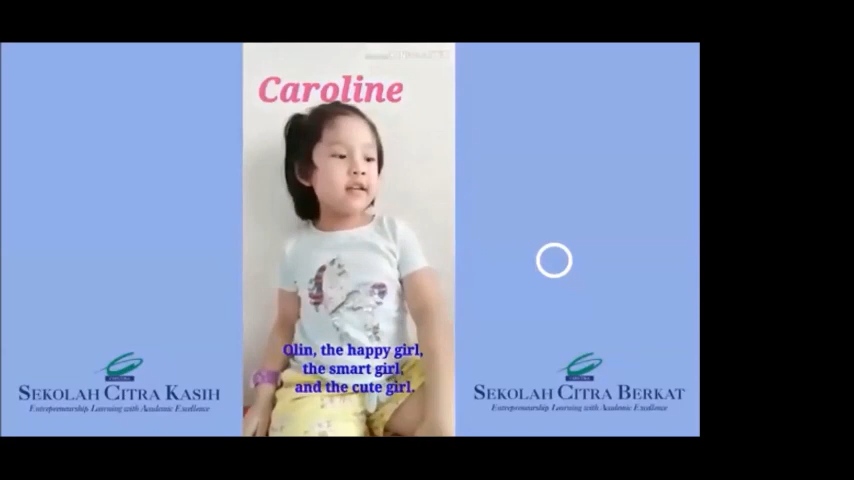 Caroline
Olin, the happy girl,
the smart girl,
and the cute girl.
SEKOLAH CITRA KASIH
Entrepreneurship Learning with Academic Excellence
SEKOLAH CITRA BERKAT
Entrepreneurship Learning with Academic Excellence